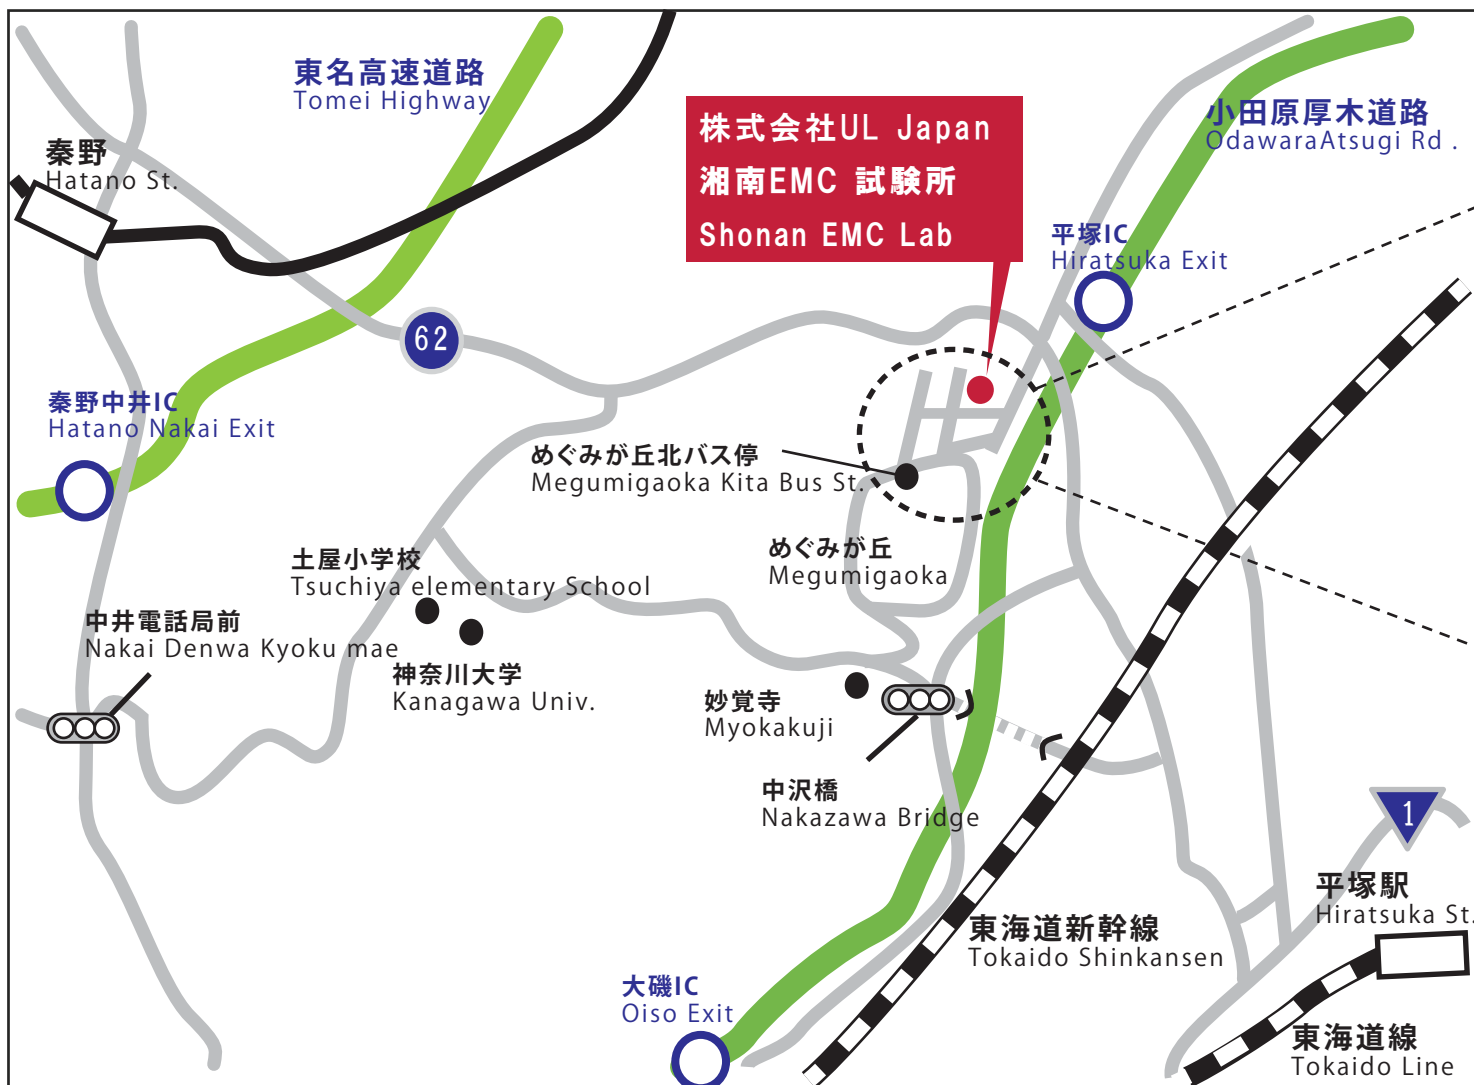 東名高速道路
Tomei Highway
秦野
Hatano St.
株式会社UL Japan
湘南EMC 試験所
Shonan EMC Lab
小田原厚木道路
OdawaraAtsugi Rd .
平塚IC
Hiratsuka Exit
62
秦野中井IC
Hatano Nakai Exit
めぐみが丘北バス停
Megumigaoka Kita Bus St.
めぐみが丘
Megumigaoka
土屋小学校
Tsuchiya elementary School
中井電話局前
Nakai Denwa Kyoku mae
神奈川大学
Kanagawa Univ.
妙覚寺
Myokakuji
中沢橋
Nakazawa Bridge
1
平塚駅
Hiratsuka St.
東海道新幹線
Tokaido Shinkansen
大磯IC
Oiso Exit
東海道線
Tokaido Line